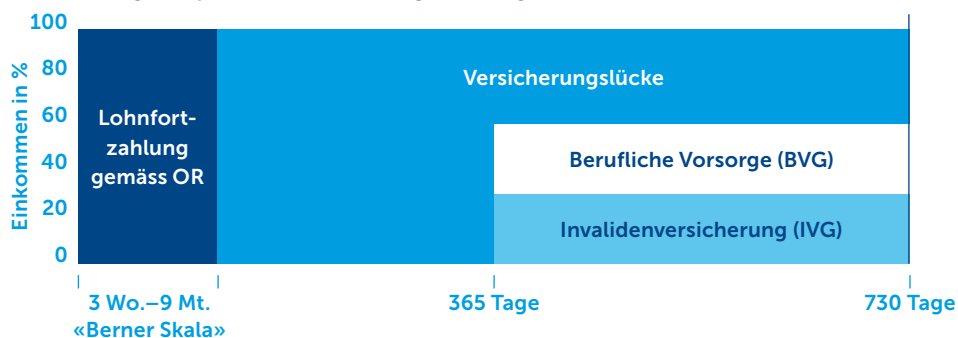 100
80
60
40
20
0
Einkommen in %
Lohnfort-
zahlung
gemäss OR
Versicherungslücke
Berufliche Vorsorge (BVG)
Invalidenversicherung (IVG)
3 Wo.–9 Mt.
«Berner Skala»
365 Tage
730 Tage